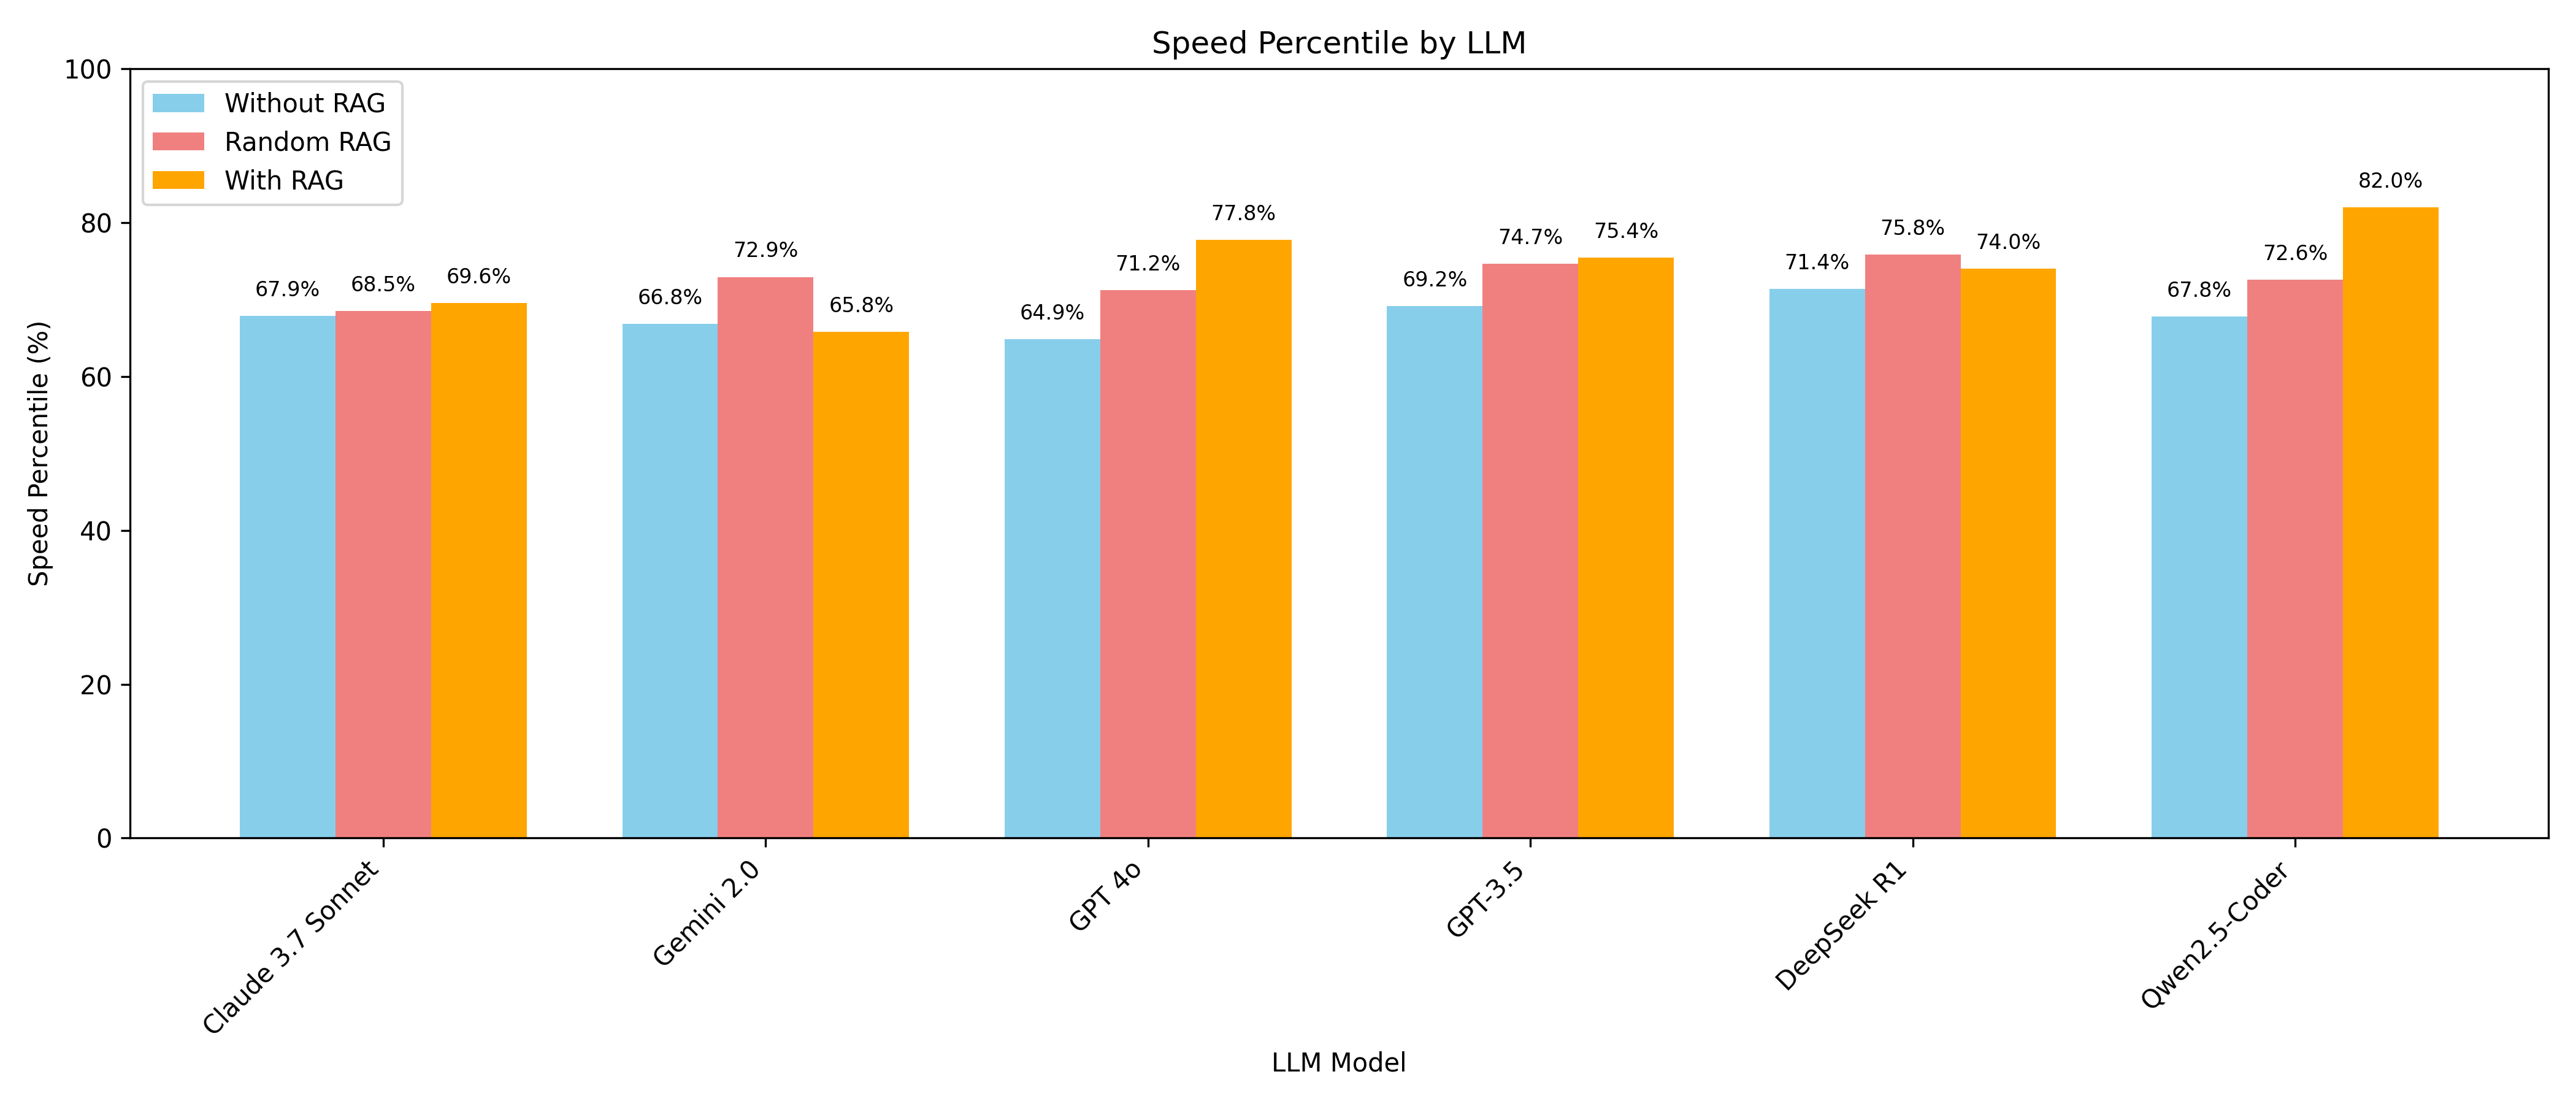 Speed Percentile by LLM
100
80
60
40
20
0
Speed Percentile (%)
Without RAG
Random RAG
With RAG
67.9%
68.5%
69.6%
66.8%
72.9%
65.8%
64.9%
71.2%
77.8%
69.2%
74.7%
75.4%
71.4%
75.8%
74.0%
67.8%
72.6%
82.0%
Claude 3.7 Sonnet
Gemini 2.0
GPT 4o
GPT-3.5
DeepSeek R1
Qwen2.5-Coder
LLM Model